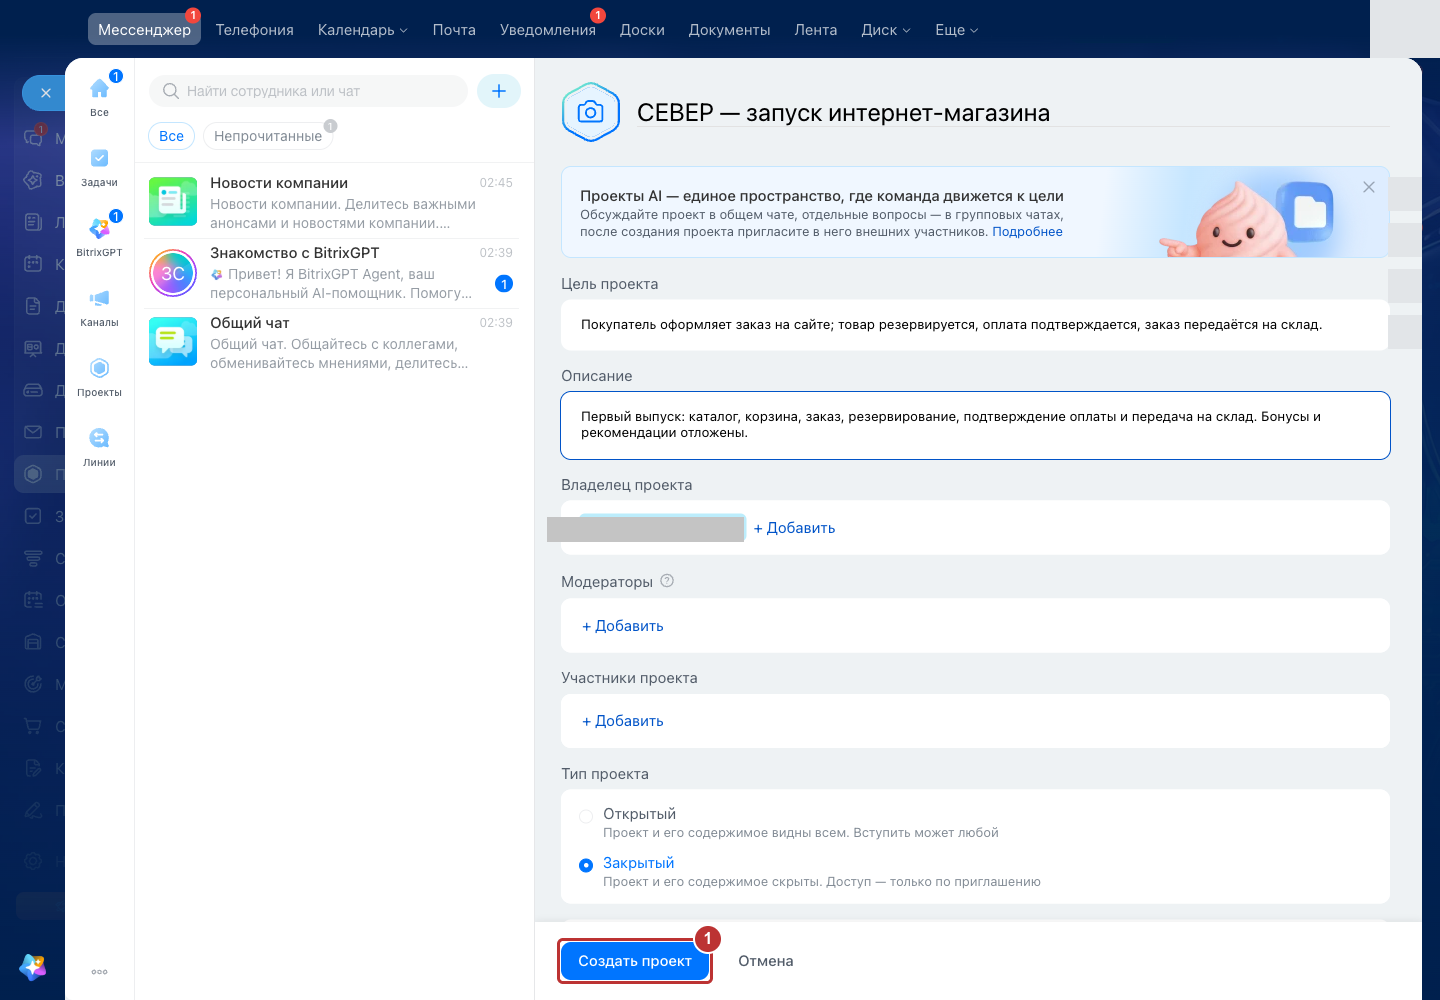 Мессенджер 1
Телефония
Календарь
Почта
Уведомления 1
Доски
Документы
Лента
Диск
Еще
1
Все
Задачи
1
BitrixGPT
Каналы
Проекты
Линии
Найти сотрудника или чат
+
Все
Непрочитанные 1
Новости компании 02:45
Новости компании. Делитесь важными
анонсами и новостями компании....
Знакомство с BitrixGPT 02:39
ЗС
Привет! Я BitrixGPT Agent, ваш
персональный AI-помощник. Помогу... 1
Общий чат 02:39
Общий чат. Общайтесь с коллегами,
обменивайтесь мнениями, делитесь...
СЕВЕР — запуск интернет-магазина
Проекты AI — единое пространство, где команда движется к цели
Обсуждайте проект в общем чате, отдельные вопросы — в групповых чатах,
после создания проекта пригласите в него внешних участников. Подробнее
Цель проекта
Покупатель оформляет заказ на сайте; товар резервируется, оплата подтверждается, заказ передаётся на склад.
Описание
Первый выпуск: каталог, корзина, заказ, резервирование, подтверждение оплаты и передача на склад. Бонусы и
рекомендации отложены.
Владелец проекта
+ Добавить
Модераторы ?
+ Добавить
Участники проекта
+ Добавить
Тип проекта
Открытый
Проект и его содержимое видны всем. Вступить может любой
Закрытый
Проект и его содержимое скрыты. Доступ — только по приглашению
Создать проект 1
Отмена